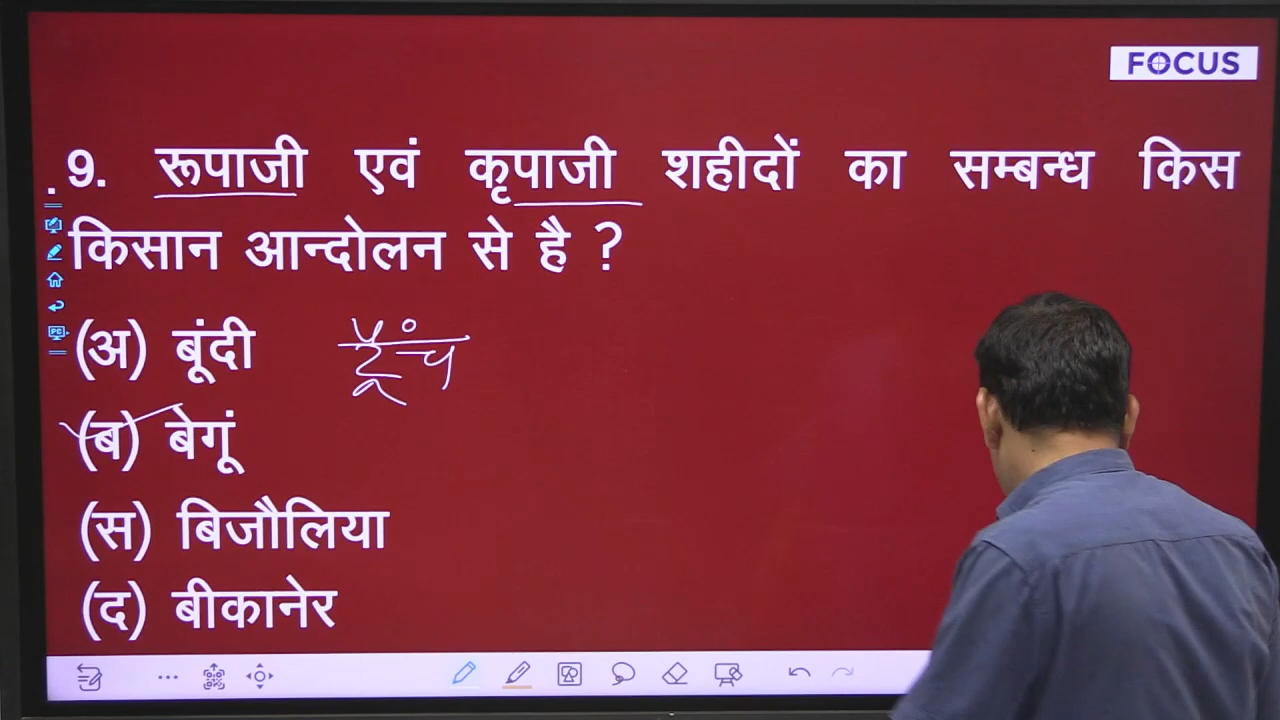 FOCUS
9. रूपाजी एवं कृपाजी शहीदों का सम्बन्ध किस
किसान आन्दोलन से है ?
(अ) बूंदी
(ब) बेगूं
(स) बिजौलिया
(द) बीकानेर